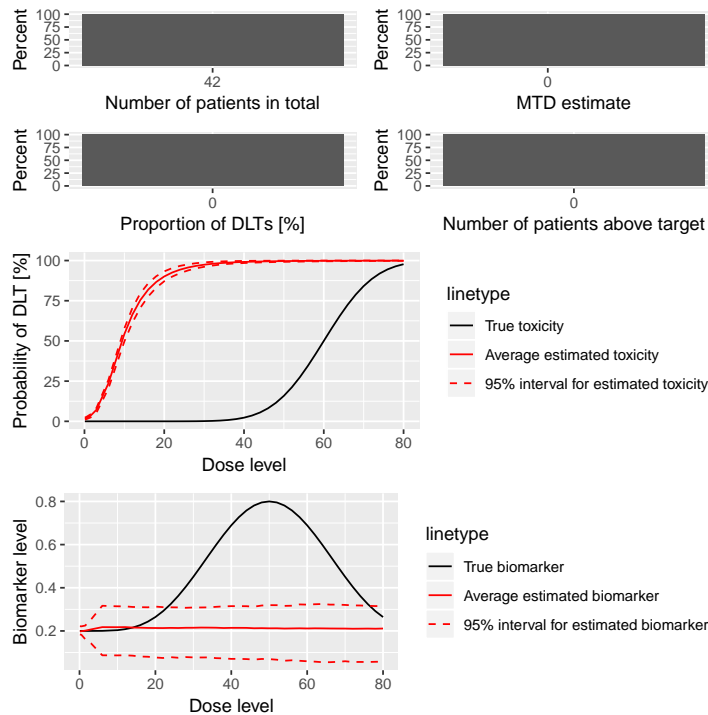 Percent
100
75
50
25
0
42
Number of patients in total
Percent
100
75
50
25
0
0
MTD estimate
Percent
100
75
50
25
0
0
Proportion of DLTs [%]
Percent
100
75
50
25
0
0
Number of patients above target
Probability of DLT [%]
100
75
50
25
0
0 20 40 60 80
Dose level
linetype
True toxicity
Average estimated toxicity
95% interval for estimated toxicity
Biomarker level
0.8
0.6
0.4
0.2
0 20 40 60 80
Dose level
linetype
True biomarker
Average estimated biomarker
95% interval for estimated biomarker